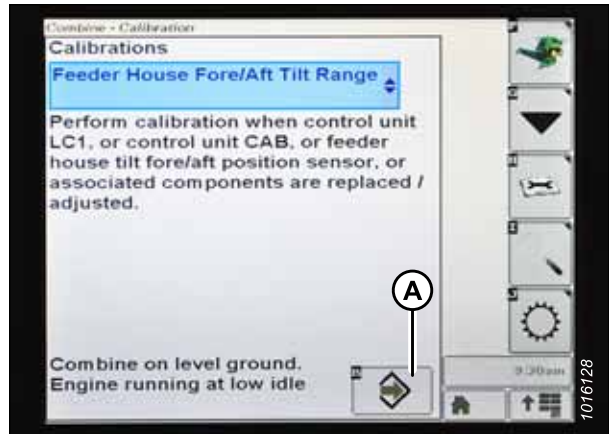 Combine - Calibration
Calibrations
Feeder House Fore/Aft Tilt Range
Perform calibration when control unit
LC1, or control unit CAB, or feeder
house tilt fore/aft position sensor, or
associated components are replaced /
adjusted.
A
Combine on level ground.
Engine running at low idle
9:30am
1016128